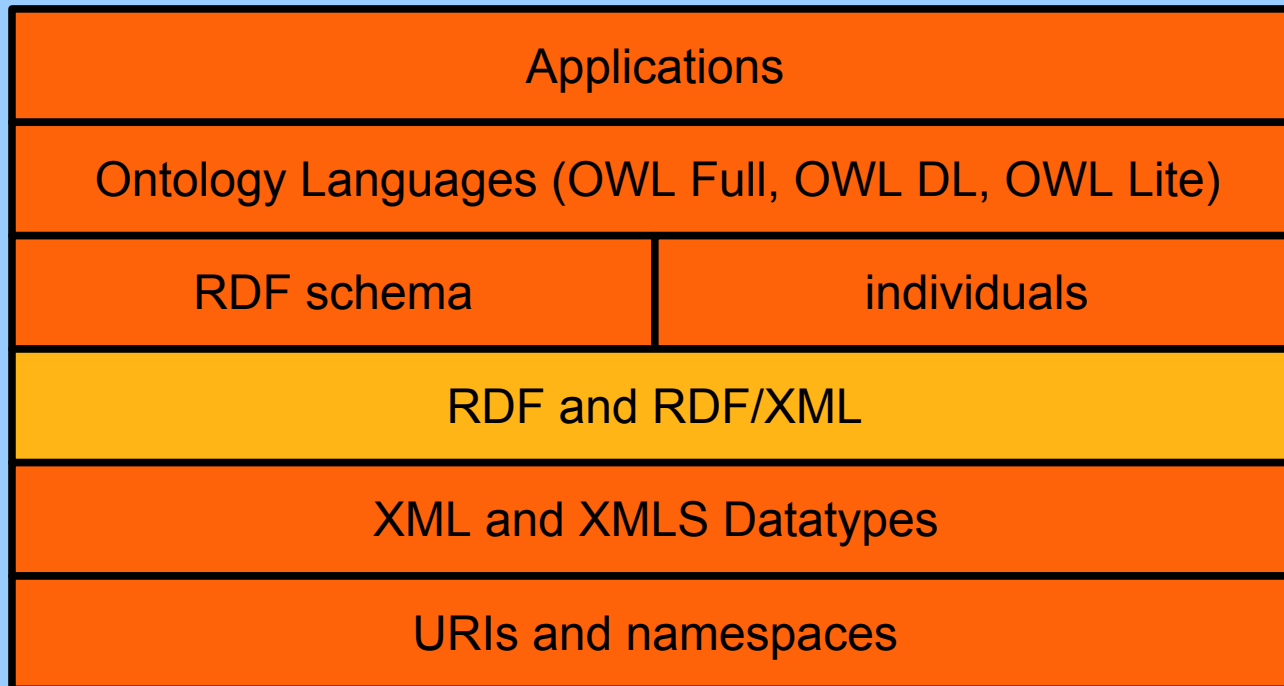 Applications
Ontology Languages (OWL Full, OWL DL, OWL Lite)
RDF schema
individuals
RDF and RDF/XML
XML and XMLS Datatypes
URIs and namespaces